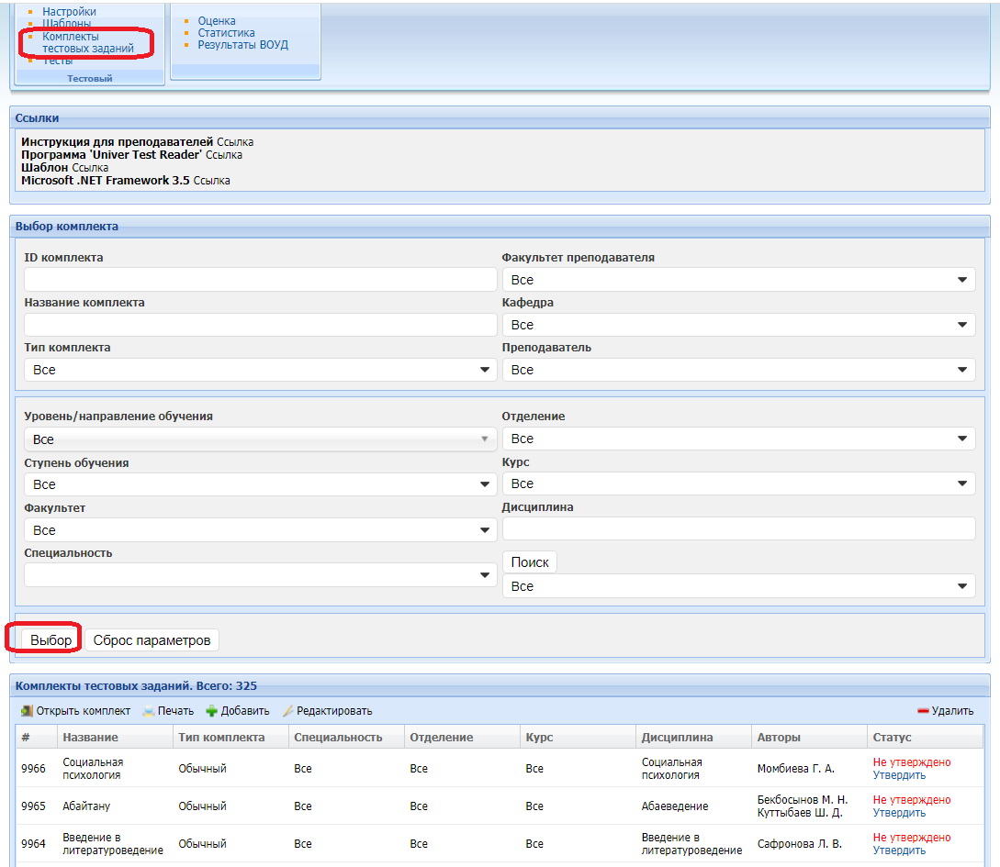 Настройки
Шаблоны
Комплекты
тестовых заданий
Тесты
Тестовый
Оценка
Статистика
Результаты ВОУД
Ссылки
Инструкция для преподавателей Ссылка
Программа 'Univer Test Reader' Ссылка
Шаблон Ссылка
Microsoft .NET Framework 3.5 Ссылка
Выбор комплекта
ID комплекта
Факультет преподавателя
Все
Название комплекта
Кафедра
Все
Тип комплекта
Преподаватель
Все
Все
Уровень/направление обучения
Отделение
Все
Все
Ступень обучения
Курс
Все
Все
Факультет
Дисциплина
Все
Специальность
Поиск
Все
Выбор
Сброс параметров
Комплекты тестовых заданий. Всего: 325
Открыть комплект Печать Добавить Редактировать Удалить
# Название Тип комплекта Специальность Отделение Курс Дисциплина Авторы Статус
9966 Социальная психология Обычный Все Все Все Социальная психология Момбиева Г. А. Не утверждено Утвердить
9965 Абайтану Обычный Все Все Все Абаеведение Бекбосынов М. Н. Куттыбаев Ш. Д. Не утверждено Утвердить
9964 Введение в литературоведение Обычный Все Все Все Введение в литературоведение Сафронова Л. В. Не утверждено Утвердить